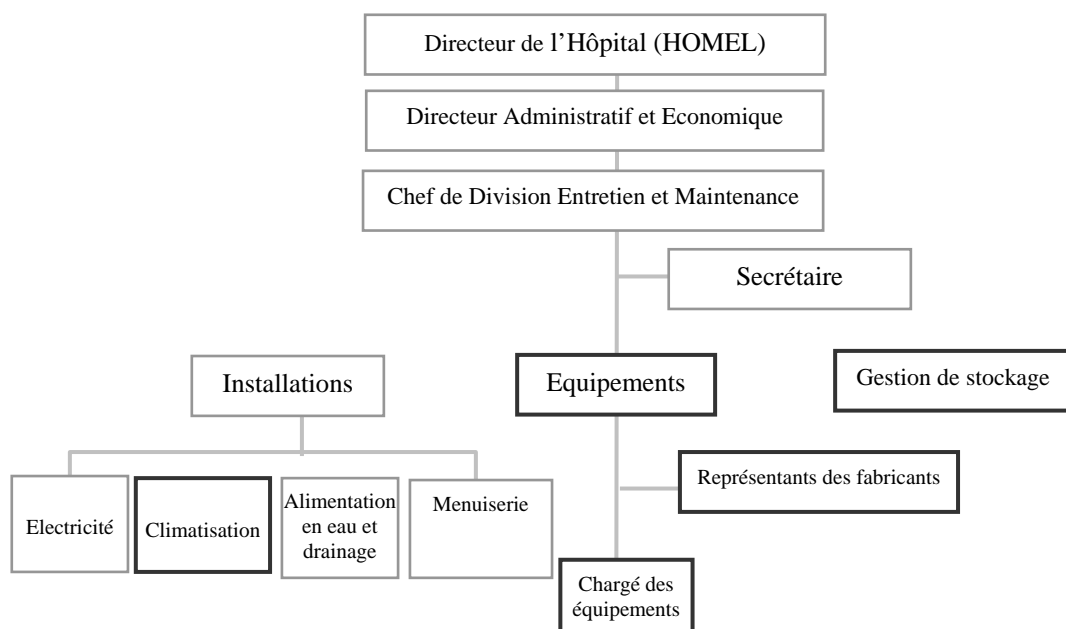 Directeur de l'Hôpital (HOMEL)
Directeur Administratif et Economique
Chef de Division Entretien et Maintenance
Secrétaire
Installations
Equipements
Gestion de stockage
Electricité
Climatisation
Alimentation
en eau et
drainage
Menuiserie
Représentants des fabricants
Chargé des
équipements